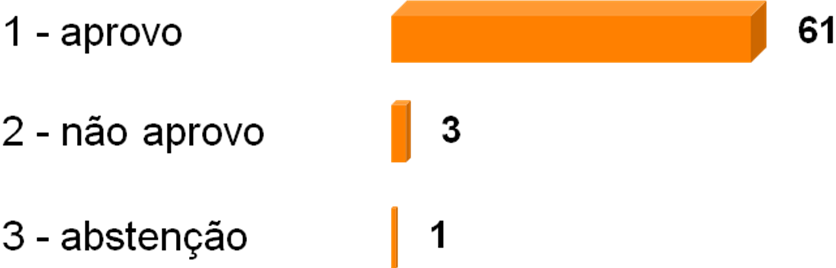 1 - aprovo 61
2 - não aprovo 3
3 - abstenção 1